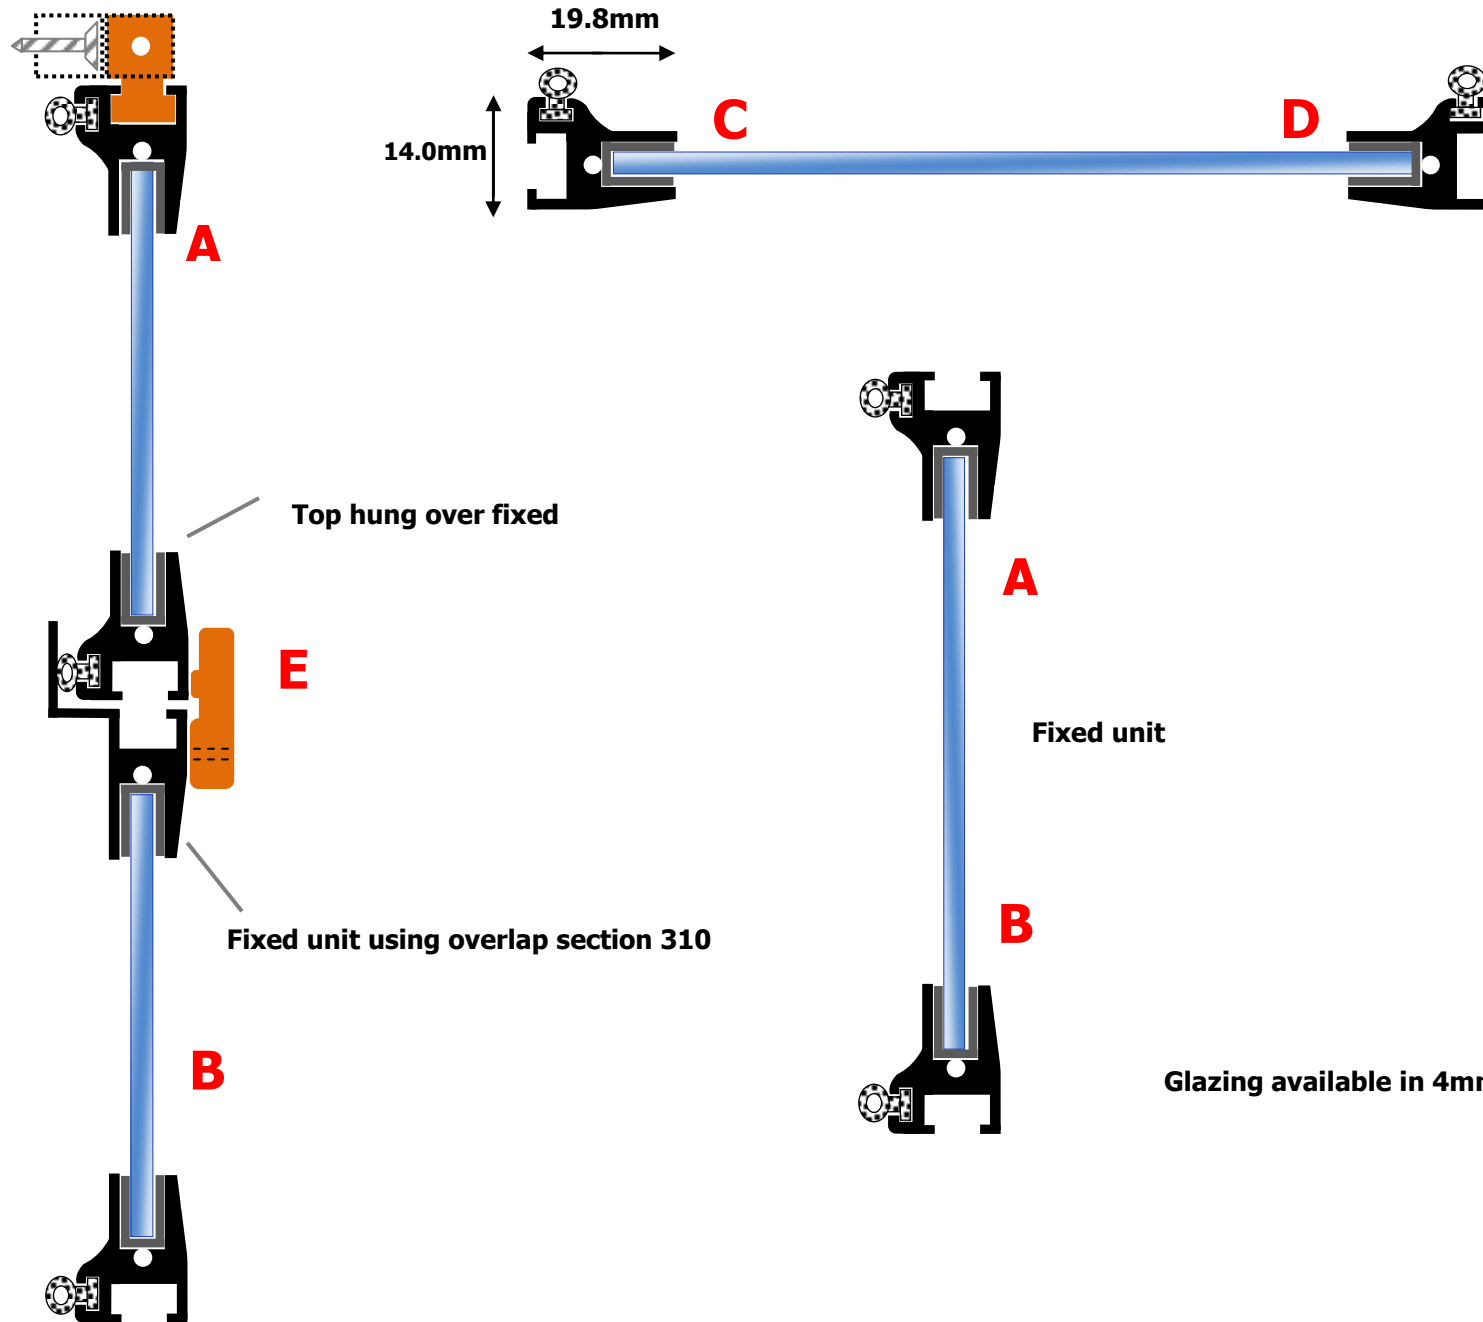 19.8mm
C
D
14.0mm
A
Top hung over fixed
A
E
Fixed unit
B
Fixed unit using overlap section 310
B
Glazing available in 4m